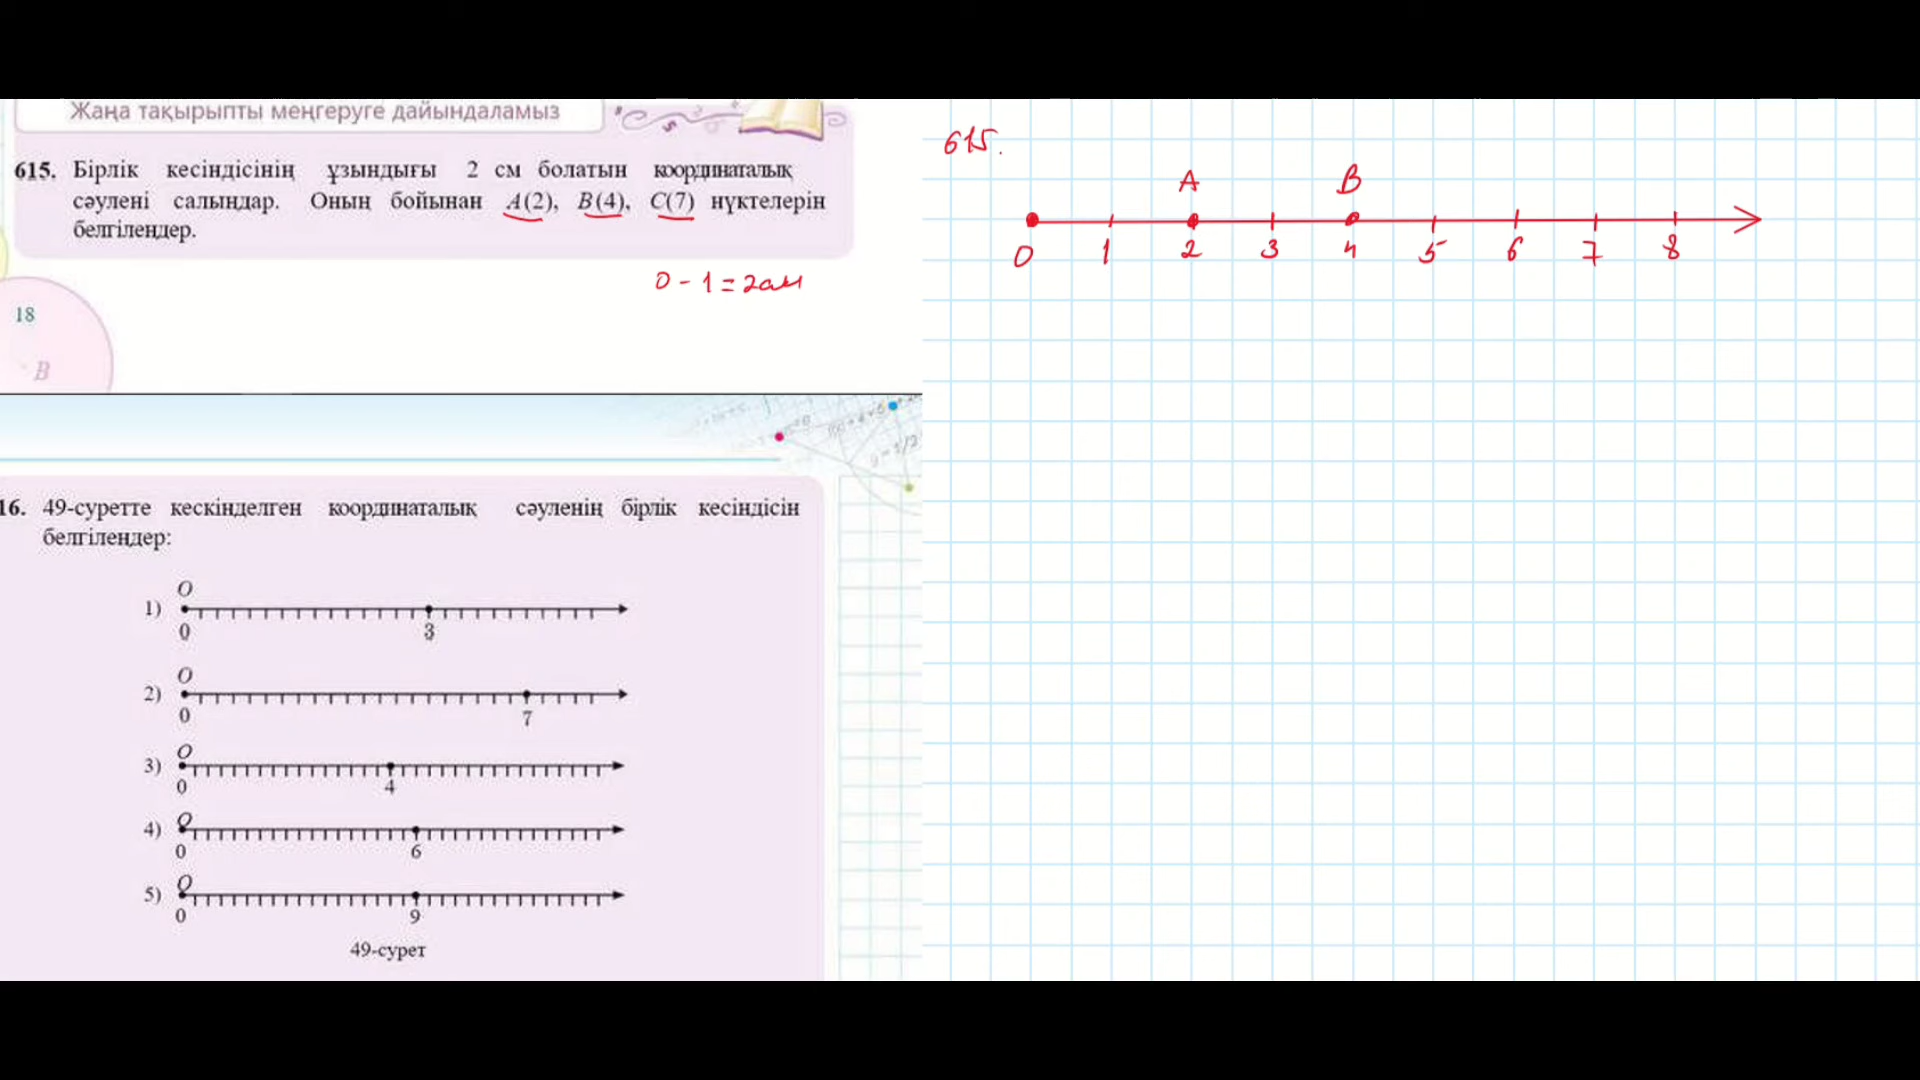 Жаңа тақырыпты меңгеруге дайындаламыз
615. Бірлік кесіндісінің ұзындығы 2 см болатын координаталық
сәулені салыңдар. Оның бойынан A(2), B(4), C(7) нүктелерін
белгілеңдер.
0 - 1 = 2см
18
B
16. 49-суретте кескінделген координаталық сәуленің бірлік кесіндісін
белгілеңдер:
O
1)
0 3
O
2)
0 7
O
3)
0 4
O
4)
0 6
O
5)
0 9
49-сурет
615.
A B
0 1 2 3 4 5 6 7 8